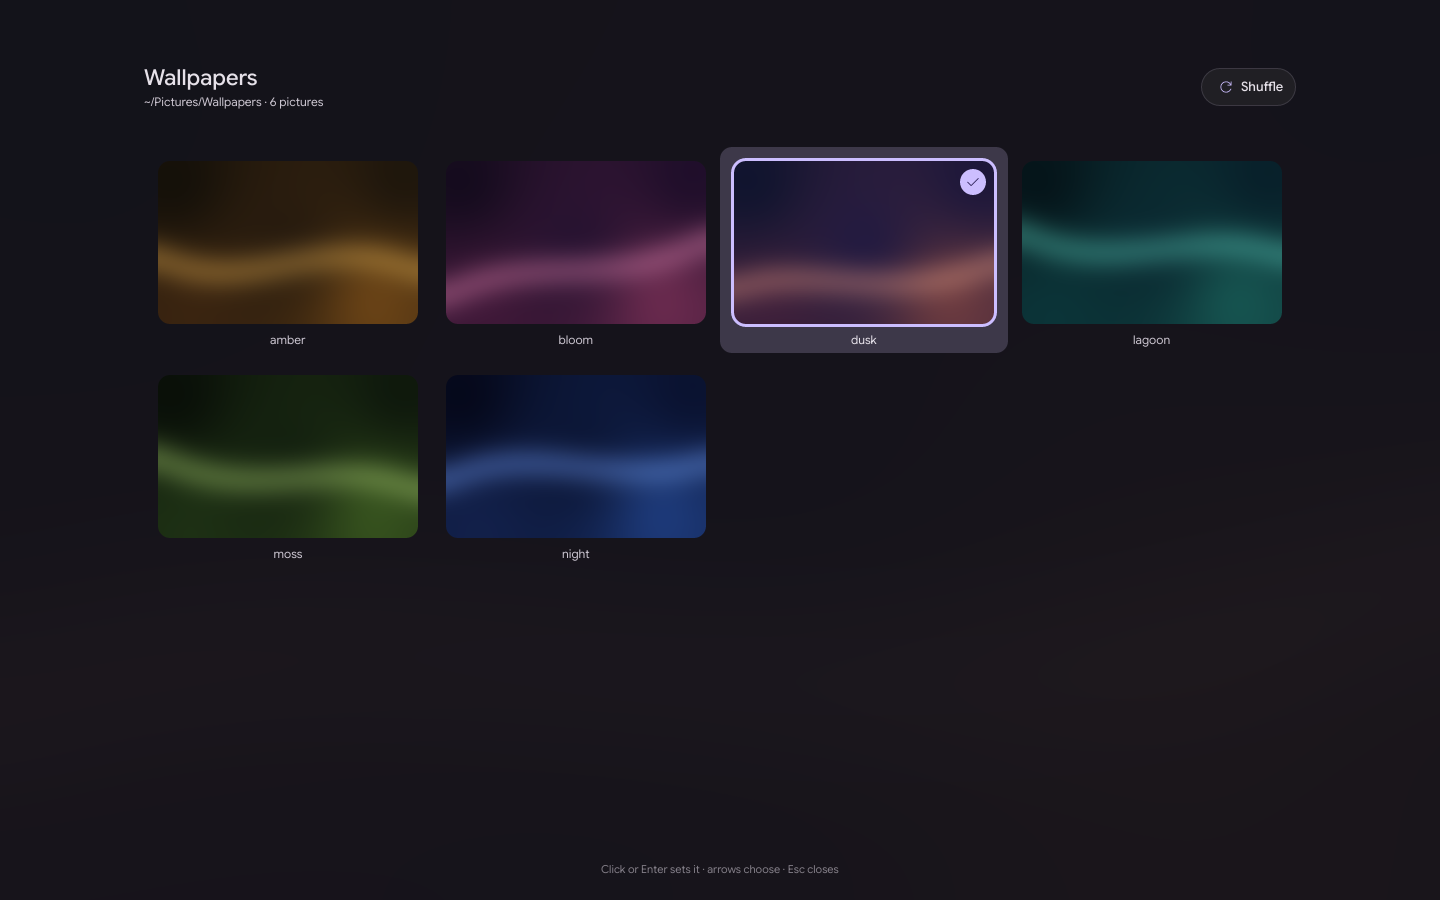 Wallpapers
~/Pictures/Wallpapers · 6 pictures
Shuffle
amber
bloom
dusk
lagoon
moss
night
Click or Enter sets it · arrows choose · Esc closes